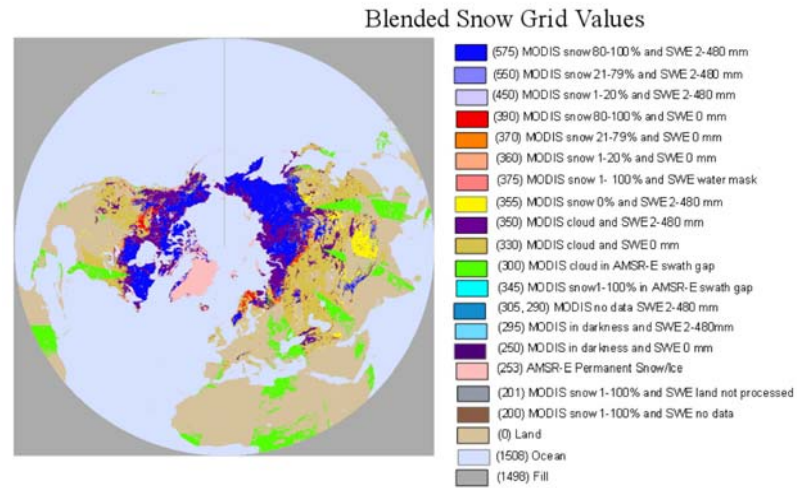 Blended Snow Grid Values
(575) MODIS snow 80-100% and SWE 2-480 mm
(550) MODIS snow 21-79% and SWE 2-480 mm
(450) MODIS snow 1-20% and SWE 2-480 mm
(390) MODIS snow 80-100% and SWE 0 mm
(370) MODIS snow 21-79% and SWE 0 mm
(360) MODIS snow 1-20% and SWE 0 mm
(375) MODIS snow 1- 100% and SWE water mask
(355) MODIS snow 0% and SWE 2-480 mm
(350) MODIS cloud and SWE 2-480 mm
(330) MODIS cloud and SWE 0 mm
(300) MODIS cloud in AMSR-E swath gap
(345) MODIS snow1-100% in AMSR-E swath gap
(305, 290) MODIS no data SWE 2-480 mm
(295) MODIS in darkness and SWE 2-480mm
(250) MODIS in darkness and SWE 0 mm
(253) AMSR-E Permanent Snow/Ice
(201) MODIS snow 1-100% and SWE land not processed
(200) MODIS snow 1-100% and SWE no data
(0) Land
(1508) Ocean
(1498) Fill